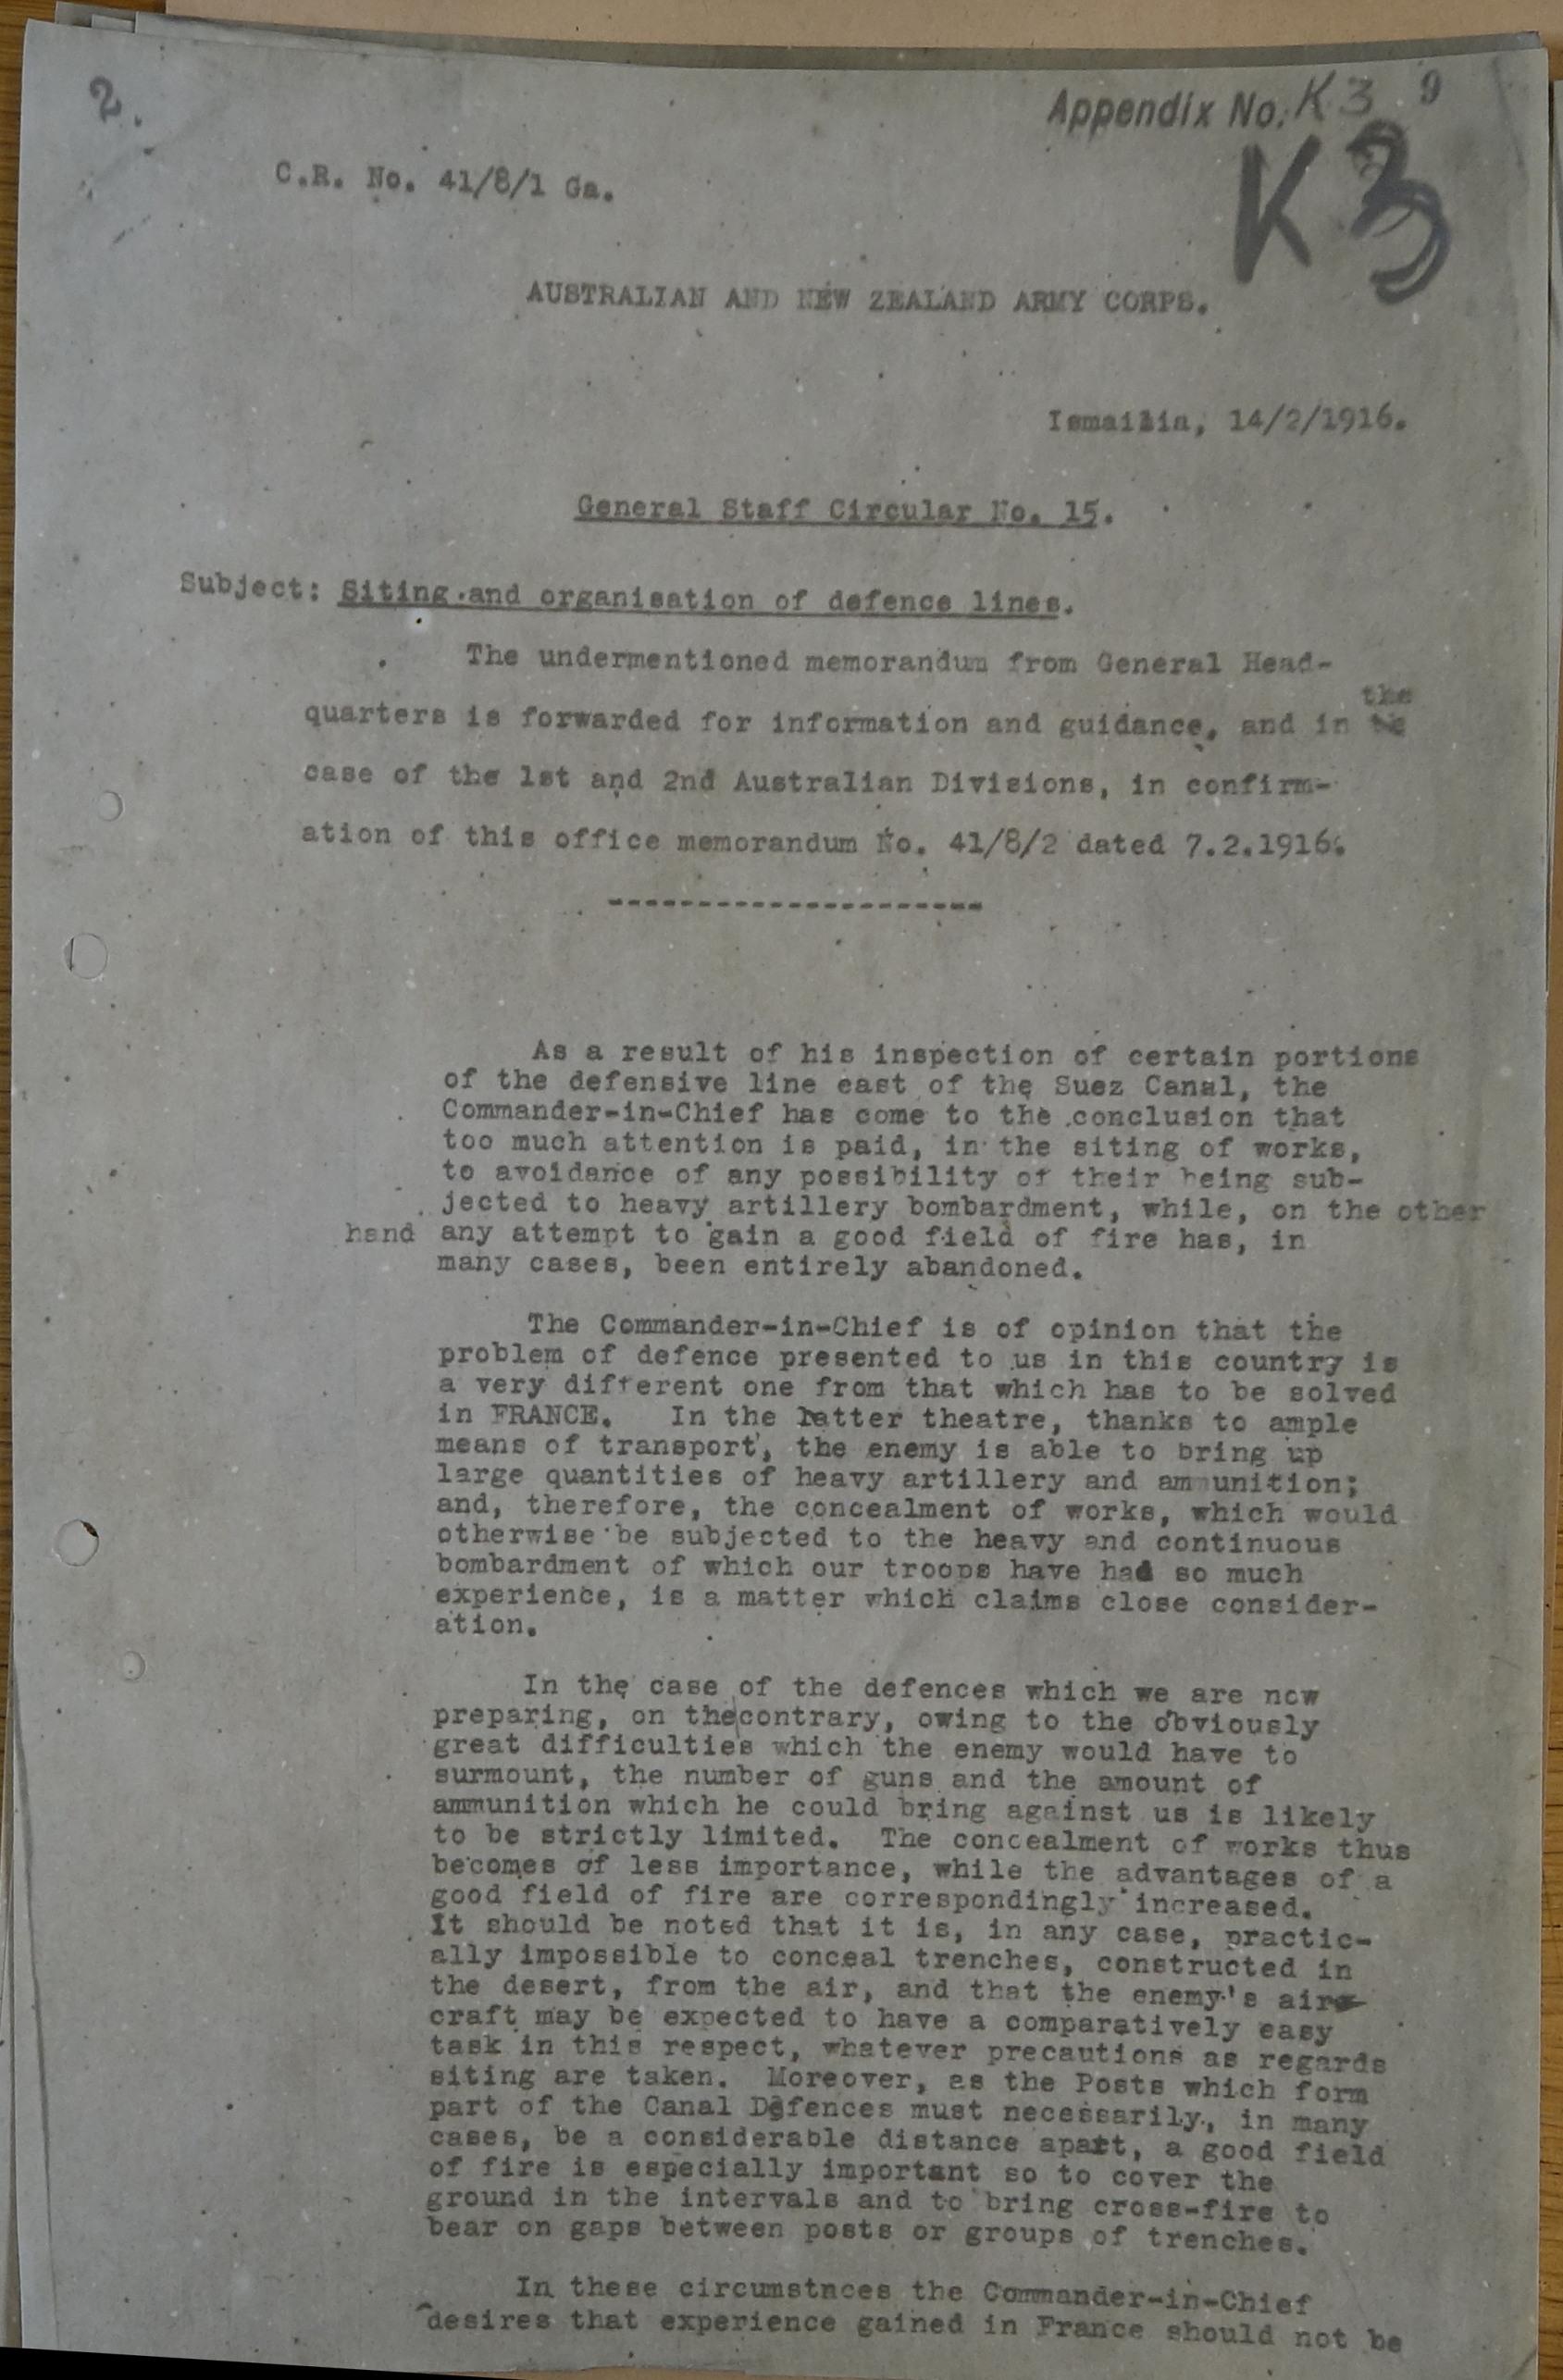 2.
Appendix No. K3 9
K3
C.R. No. 41/8/1 Ga.
AUSTRALIAN AND NEW ZEALAND ARMY CORPS.
Ismailia, 14/2/1916.
General Staff Circular No. 15.
Subject: Siting and organisation of defence lines.
The undermentioned memorandum from General Head-
the
quarters is forwarded for information and guidance, and in
case of the 1st and 2nd Australian Divisions, in confirm-
ation of this office memorandum No. 41/8/2 dated 7.2.1916.
---------------------
As a result of his inspection of certain portions
of the defensive line east of the Suez Canal, the
Commander-in-Chief has come to the conclusion that
too much attention is paid, in the siting of works,
to avoidance of any possibility of their being sub-
jected to heavy artillery bombardment, while, on the other
hand any attempt to gain a good field of fire has, in
many cases, been entirely abandoned.
The Commander-in-Chief is of opinion that the
problem of defence presented to us in this country is
a very different one from that which has to be solved
in FRANCE. In the latter theatre, thanks to ample
means of transport, the enemy is able to bring up
large quantities of heavy artillery and ammunition;
and, therefore, the concealment of works, which would
otherwise be subjected to the heavy and continuous
bombardment of which our troops have had so much
experience, is a matter which claims close consider-
ation.
In the case of the defences which we are now
preparing, on the|contrary, owing to the obviously
great difficulties which the enemy would have to
surmount, the number of guns and the amount of
ammunition which he could bring against us is likely
to be strictly limited. The concealment of works thus
becomes of less importance, while the advantages of a
good field of fire are correspondingly increased.
It should be noted that it is, in any case, practic-
ally impossible to conceal trenches, constructed in
the desert, from the air, and that the enemy's air-
craft may be expected to have a comparatively easy
task in this respect, whatever precautions as regards
siting are taken. Moreover, as the Posts which form
part of the Canal Defences must necessarily, in many
cases, be a considerable distance apart, a good field
of fire is especially important so to cover the
ground in the intervals and to bring cross-fire to
bear on gaps between posts or groups of trenches.
In these circumstnces the Commander-in-Chief
desires that experience gained in France should not be